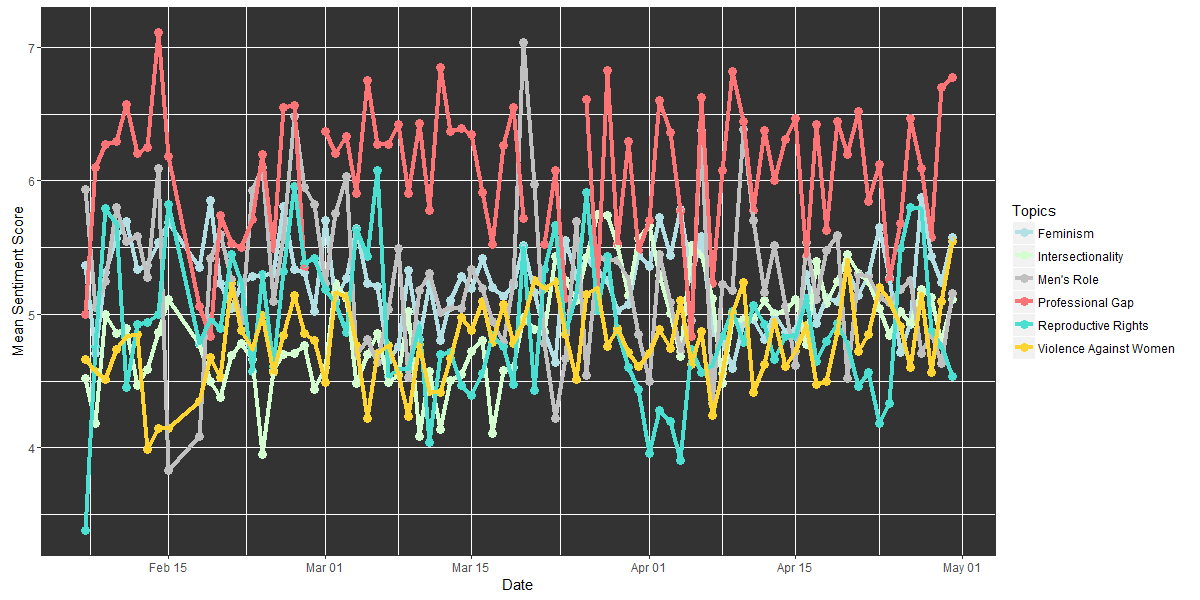 7
6
5
4
Mean Sentiment Score
Feb 15
Mar 01
Mar 15
Apr 01
Apr 15
May 01
Date
Topics
Feminism
Intersectionality
Men's Role
Professional Gap
Reproductive Rights
Violence Against Women